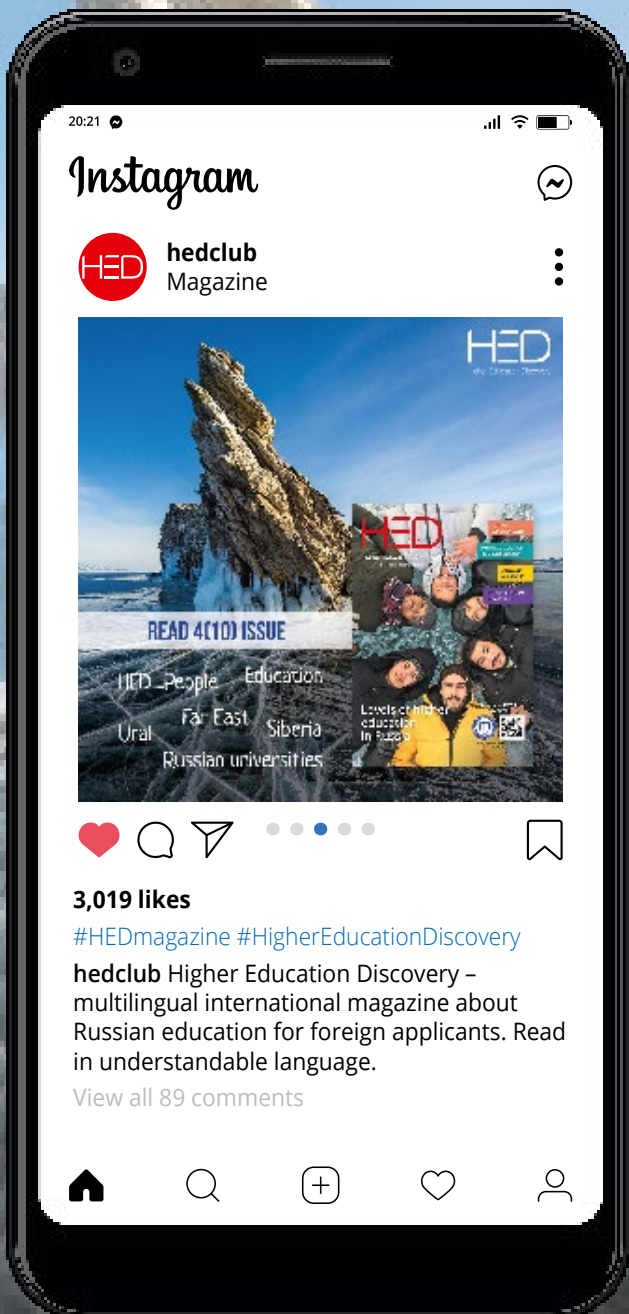 20:21
Instagram
HED
hedclub
Magazine
HED
HED
READ 4(10) ISSUE
HED_People Education
Ural Far East Siberia
Russian universities
Levels of higher
education
in Russia
3,019 likes
#HEDmagazine #HigherEducationDiscovery
hedclub Higher Education Discovery –
multilingual international magazine about
Russian education for foreign applicants. Read
in understandable language.
View all 89 comments